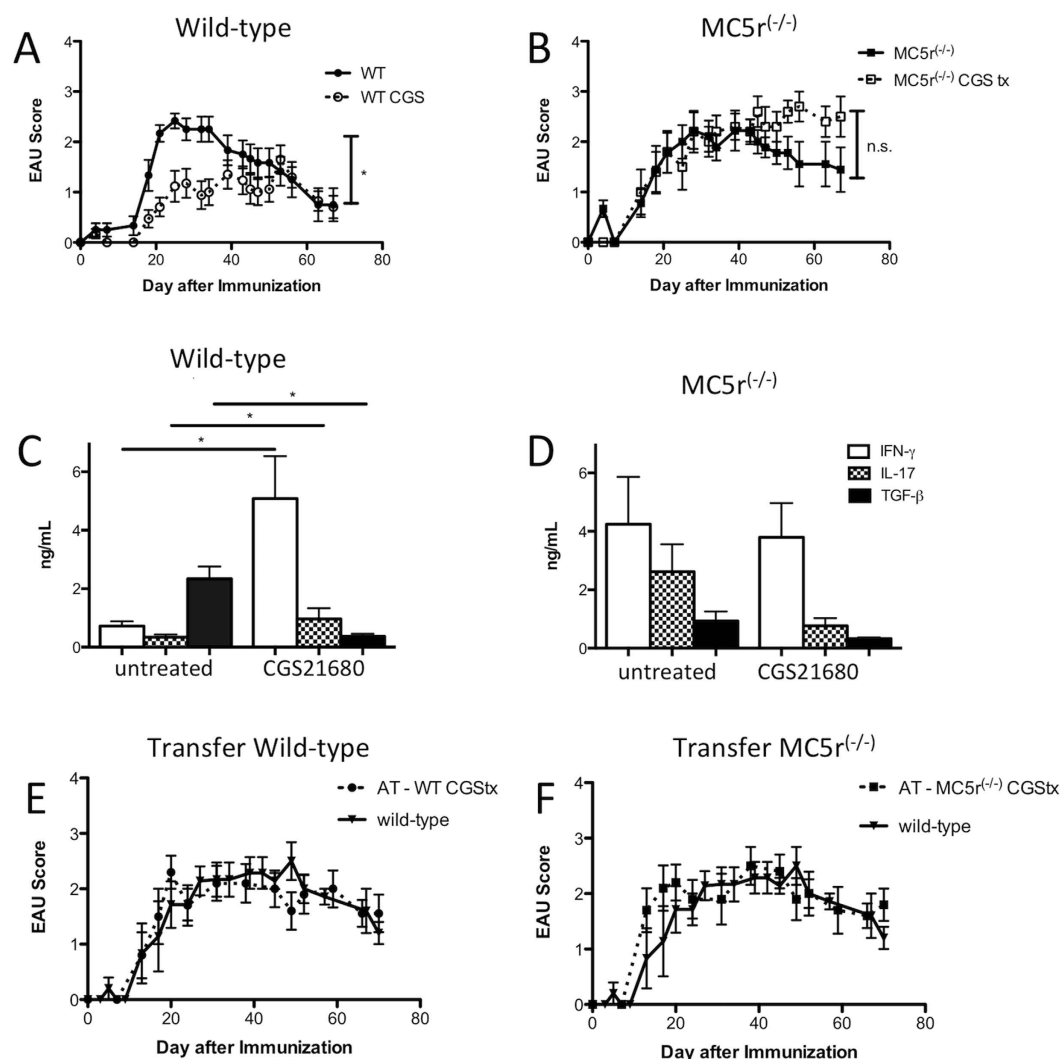 A
Wild-type
4
3
2
1
0
EAU Score
WT
WT CGS
*
0
20
40
60
80
Day after Immunization
B
MC5r(-/-)
4
3
2
1
0
EAU Score
MC5r(-/-)
MC5r(-/-) CGS tx
n.s.
0
20
40
60
80
Day after Immunization
C
Wild-type
*
*
*
6
4
2
0
ng/mL
untreated
CGS21680
D
MC5r(-/-)
6
4
2
0
ng/mL
IFN-γ
IL-17
TGF-β
untreated
CGS21680
E
Transfer Wild-type
4
3
2
1
0
EAU Score
AT - WT CGStx
wild-type
0
20
40
60
80
Day after Immunization
F
Transfer MC5r(-/-)
4
3
2
1
0
EAU Score
AT - MC5r(-/-) CGStx
wild-type
0
20
40
60
80
Day after Immunization